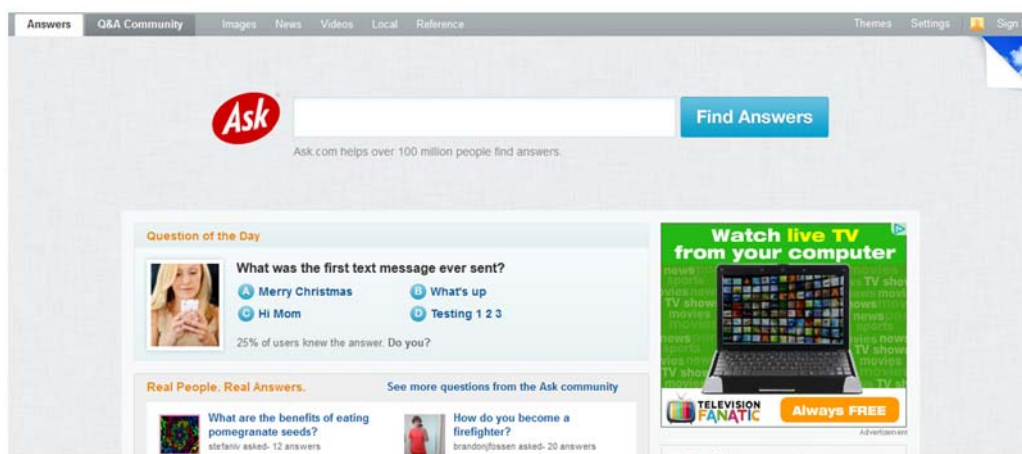 Answers
Q&A Community
Images News Videos Local Reference
Themes Settings Sign
Ask
Find Answers
Ask.com helps over 100 million people find answers.
Question of the Day
What was the first text message ever sent?
A Merry Christmas
B What's up
C Hi Mom
D Testing 1 2 3
25% of users knew the answer. Do you?
Real People. Real Answers.
See more questions from the Ask community
What are the benefits of eating
pomegranate seeds?
stefaniv asked- 12 answers
How do you become a
firefighter?
brandonjfossen asked- 20 answers
Watch live TV
from your computer
TELEVISION
FANATIC
Always FREE
Advertisement